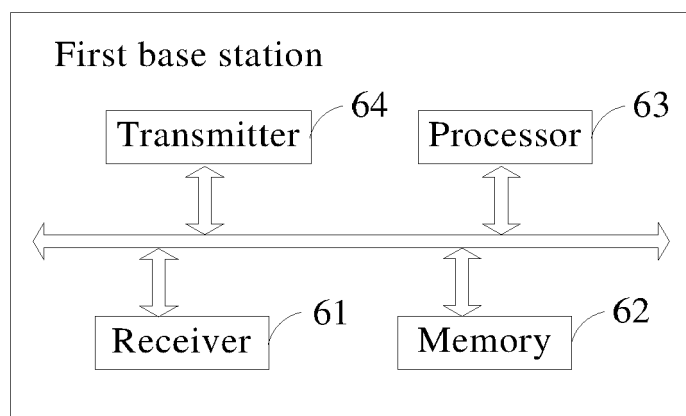 First base station
64
63
Transmitter
Processor
61
62
Receiver
Memory